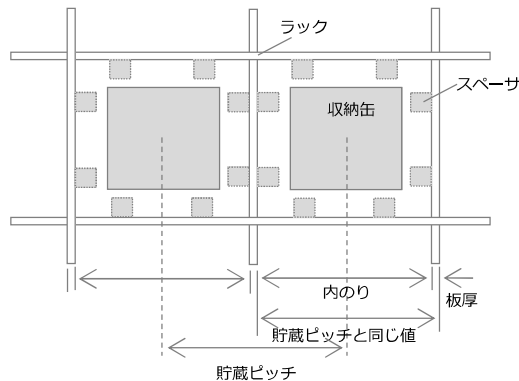 ラック
スペーサ
収納缶
内のり
板厚
貯蔵ピッチと同じ値
貯蔵ピッチ